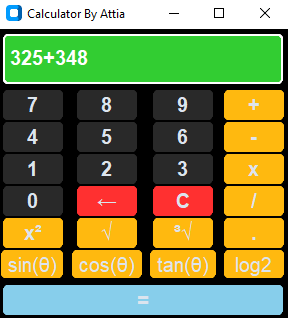 Calculator By Attia
325+348
7 8 9 +
4 5 6 -
1 2 3 x
0 ← C /
x² √ ³√ .
sin(θ) cos(θ) tan(θ) log2
=